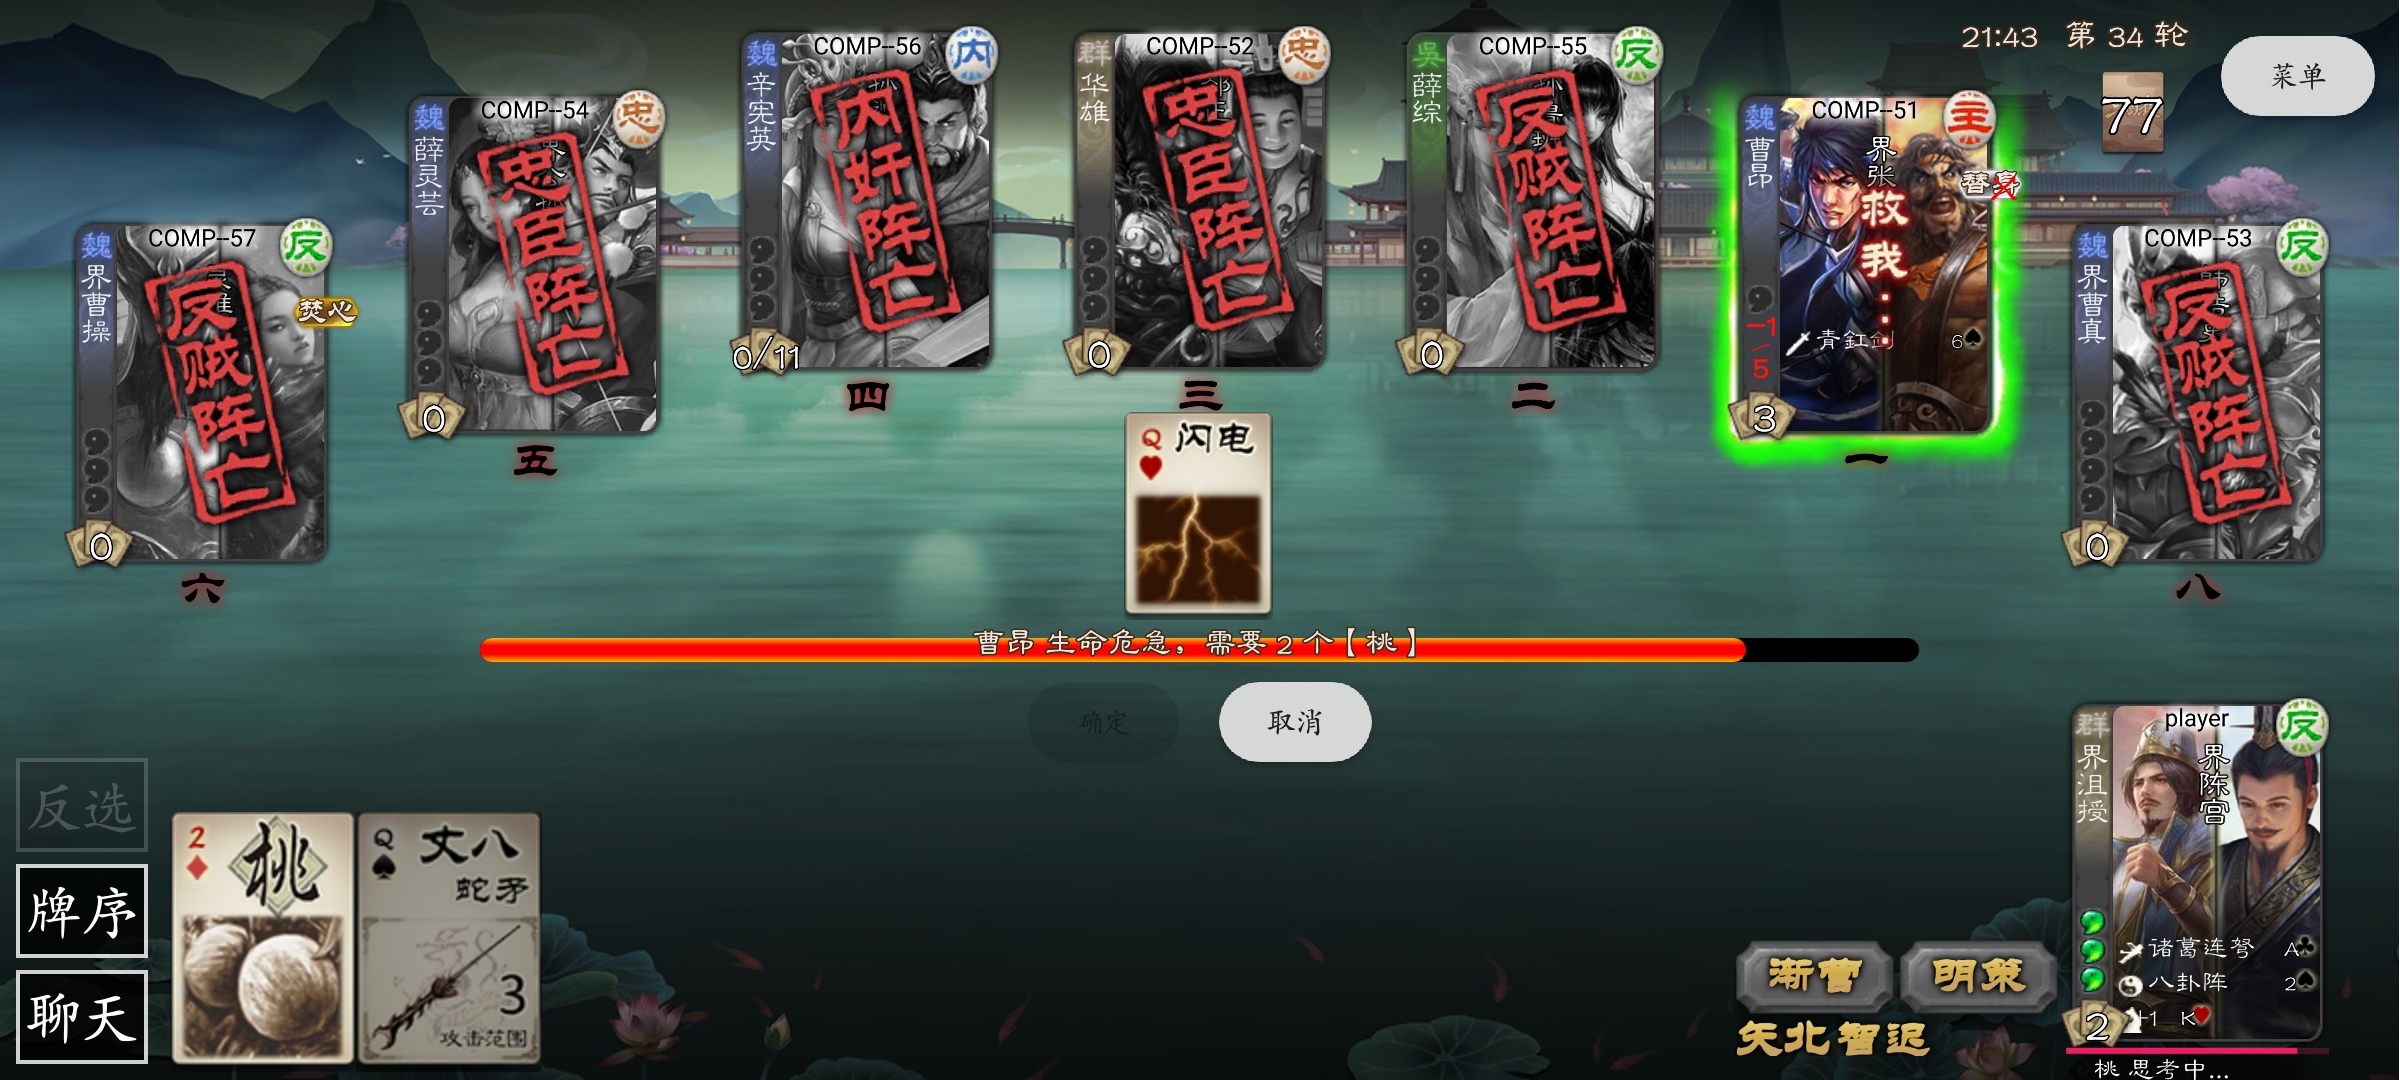 21:43 第 34 轮
77
菜单
COMP--57
魏 界曹操
反
反贼阵亡
焚心
0
六
COMP--54
魏 薛灵芸
忠
忠臣阵亡
0
五
COMP--56
魏 辛宪英
内
内奸阵亡
0/11
四
COMP--52
群 华雄
忠
忠臣阵亡
0
三
COMP--55
吳 薛综
反
反贼阵亡
0
二
COMP--51
魏 曹昂
主
界张
替身
救我……
青釭剑 6♠
-1/5
3
一
COMP--53
魏 界曹真
反
反贼阵亡
0
八
Q♥ 闪电
曹昂 生命危急，需要 2 个【桃】
确定
取消
反选
牌序
聊天
2♦ 桃
Q♠ 丈八蛇矛
3
攻击范围
渐营
明策
矢北 智迟
player
群 界沮授
反
界陈宫
诸葛连弩 A♣
八卦阵 2♠
+1 K♥
2
桃 思考中...